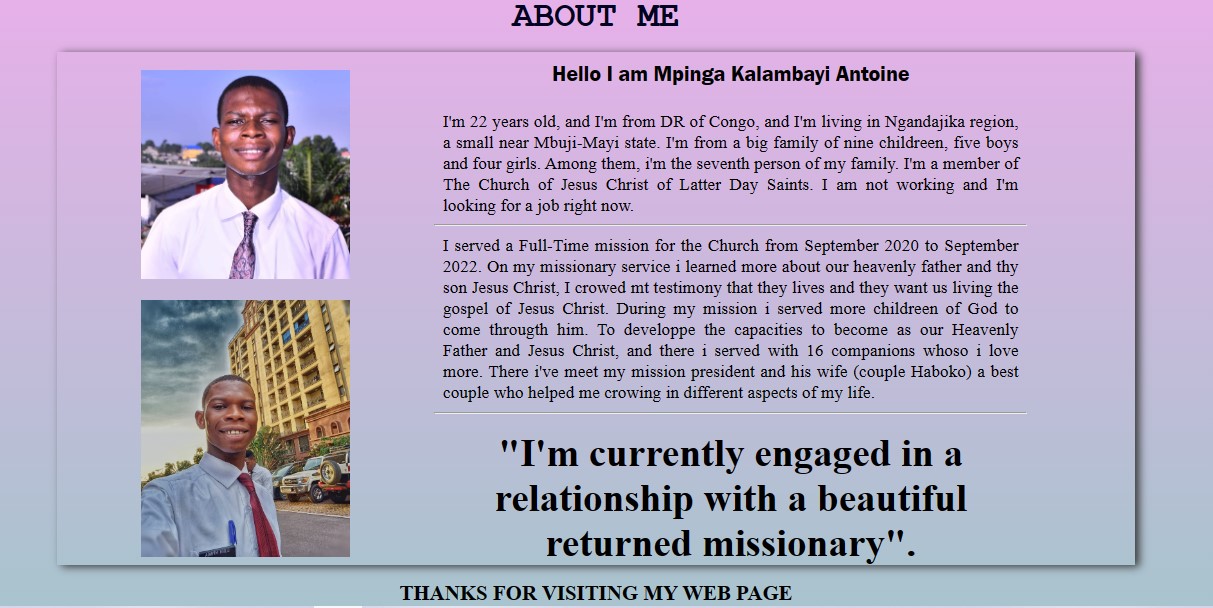 ABOUT ME
Hello I am Mpinga Kalambayi Antoine
I'm 22 years old, and I'm from DR of Congo, and I'm living in Ngandajika region,
a small near Mbuji-Mayi state. I'm from a big family of nine childreen, five boys
and four girls. Among them, i'm the seventh person of my family. I'm a member of
The Church of Jesus Christ of Latter Day Saints. I am not working and I'm
looking for a job right now.
I served a Full-Time mission for the Church from September 2020 to September
2022. On my missionary service i learned more about our heavenly father and thy
son Jesus Christ, I crowed mt testimony that they lives and they want us living the
gospel of Jesus Christ. During my mission i served more childreen of God to
come througth him. To developpe the capacities to become as our Heavenly
Father and Jesus Christ, and there i served with 16 companions whoso i love
more. There i've meet my mission president and his wife (couple Haboko) a best
couple who helped me crowing in different aspects of my life.
"I'm currently engaged in a
relationship with a beautiful
returned missionary".
THANKS FOR VISITING MY WEB PAGE